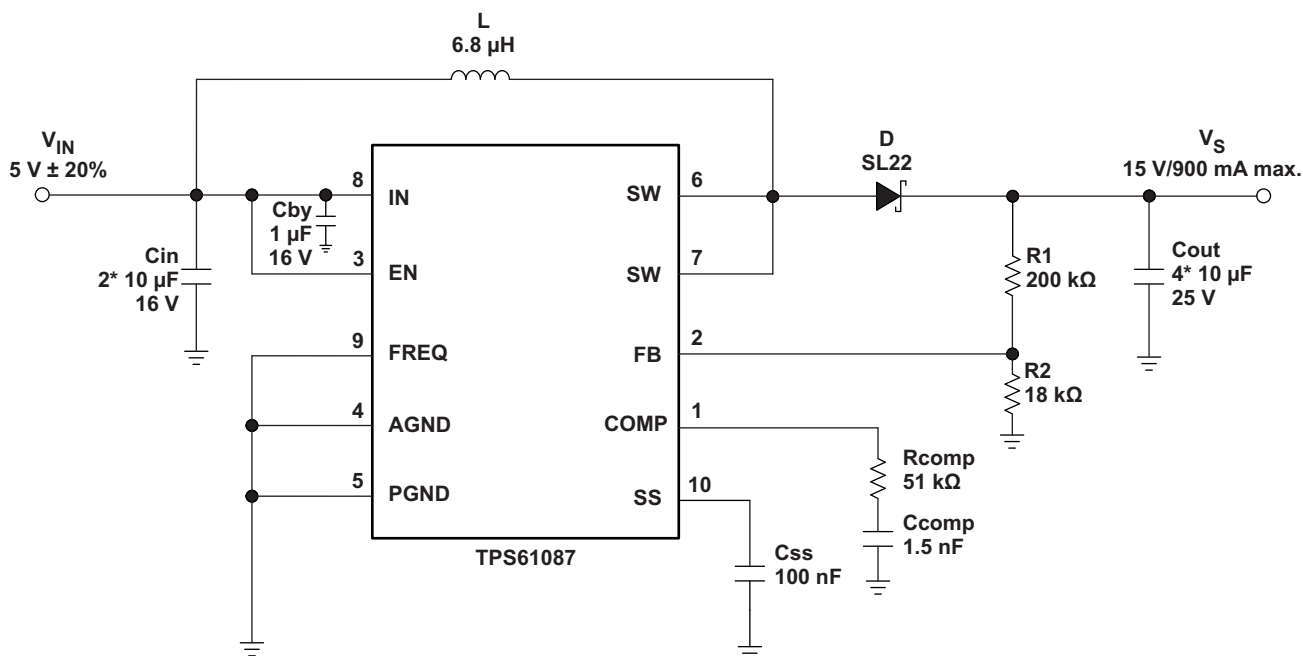 L
6.8 µH
VIN
5 V ± 20%
Cin
2* 10 µF
16 V
Cby
1 µF
16 V
8
IN
3
EN
9
FREQ
4
AGND
5
PGND
SW
6
SW
7
FB
2
COMP
1
SS
10
TPS61087
D
SL22
VS
15 V/900 mA max.
R1
200 kΩ
Cout
4* 10 µF
25 V
R2
18 kΩ
Rcomp
51 kΩ
Ccomp
1.5 nF
Css
100 nF